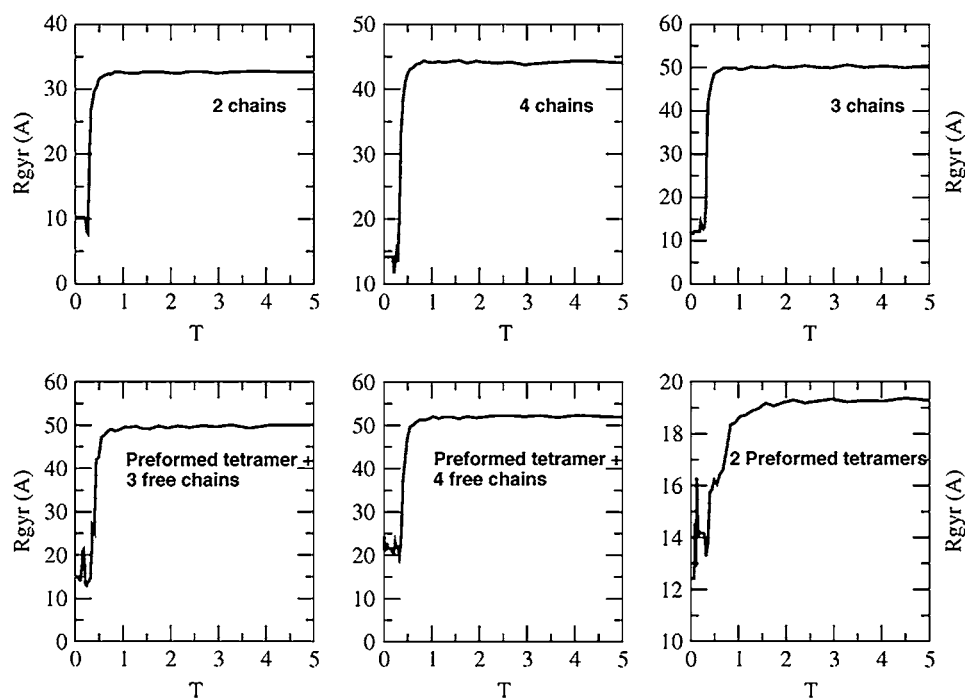 40
30
20
10
0
Rgyr (A)
0 1 2 3 4 5
T
2 chains
50
40
30
20
10
0 1 2 3 4 5
T
4 chains
60
50
40
30
20
10
0
Rgyr (A)
0 1 2 3 4 5
T
3 chains
60
50
40
30
20
10
0
Rgyr (A)
0 1 2 3 4 5
T
Preformed tetramer +
3 free chains
60
50
40
30
20
10
0
0 1 2 3 4 5
T
Preformed tetramer +
4 free chains
20
18
16
14
12
10
Rgyr (A)
0 1 2 3 4 5
T
2 Preformed tetramers